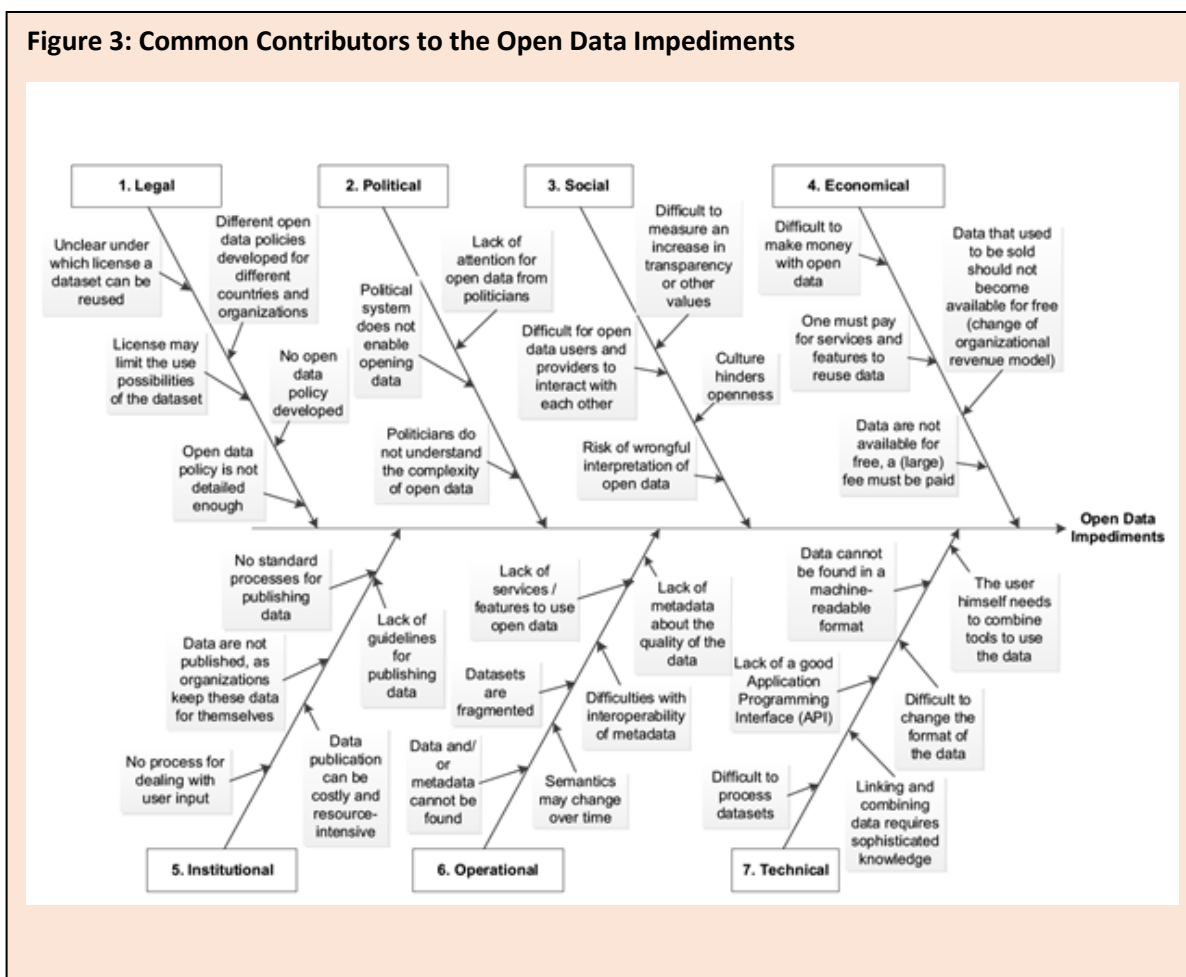 Figure 3: Common Contributors to the Open Data Impediments
1. Legal
2. Political
3. Social
4. Economical
Unclear under
which license a
dataset can be
reused
Different open
data policies
developed for
different
countries and
organizations
License may
limit the use
possibilities
of the dataset
No open
data
policy
developed
Open data
policy is not
detailed
enough
Lack of
attention for
open data from
politicians
Political
system
does not
enable
opening
data
Politicians do
not understand
the complexity
of open data
Difficult to
measure an
increase in
transparency
or other
values
Difficult for open
data users and
providers to
interact with
each other
Culture
hinders
openness
Risk of wrongful
interpretation of
open data
Difficult to
make money
with open
data
Data that used
to be sold
should not
become
available for free
(change of
organizational
revenue model)
One must pay
for services and
features to
reuse data
Data are not
available for
free, a (large)
fee must be paid
Open Data
Impediments
No standard
processes for
publishing
data
Lack of
guidelines
for
publishing
data
Data are not
published, as
organizations
keep these data
for themselves
Data
publication
can be
costly and
resource-
intensive
No process for
dealing with
user input
Lack of
services /
features to use
open data
Lack of
metadata
about the
quality of the
data
Datasets
are
fragmented
Difficulties with
interoperability
of metadata
Data and/
or
metadata
cannot be
found
Semantics
may change
over time
Data cannot
be found in a
machine-
readable
format
The user
himself needs
to combine
tools to use
the data
Lack of a good
Application
Programming
Interface (API)
Difficult to
change the
format of
the data
Difficult to
process
datasets
Linking and
combining
data requires
sophisticated
knowledge
5. Institutional
6. Operational
7. Technical